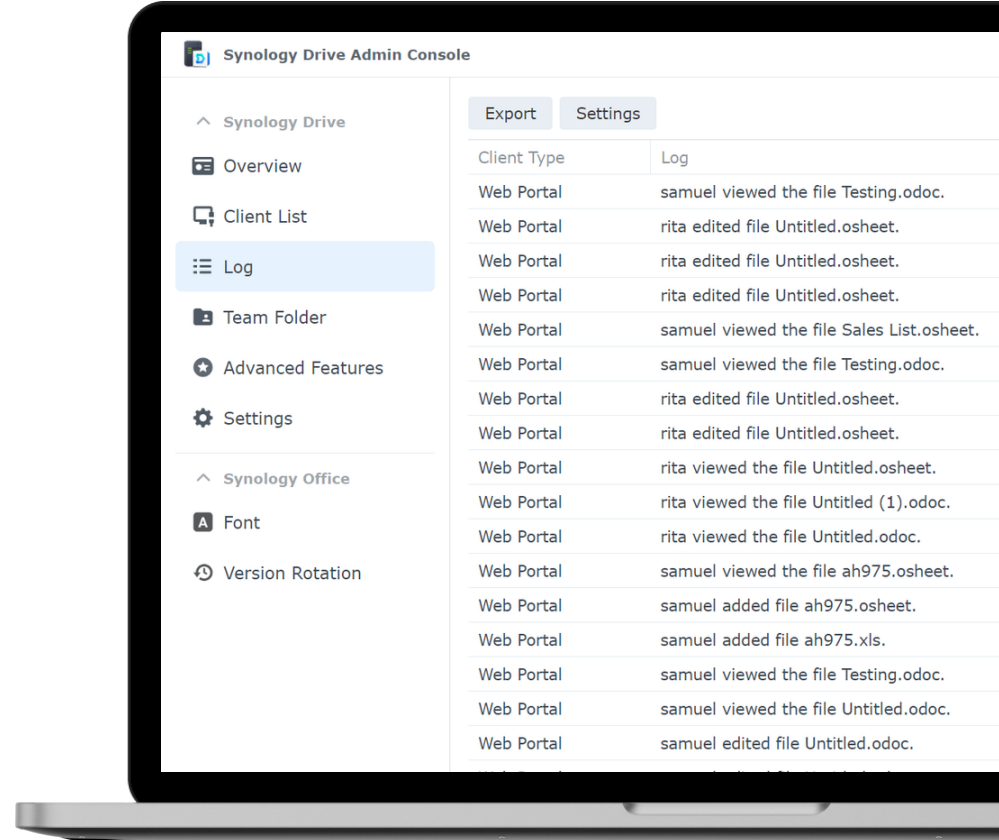 Synology Drive Admin Console
Synology Drive
Overview
Client List
Log
Team Folder
Advanced Features
Settings
Synology Office
Font
Version Rotation
Export Settings
Client Type Log
Web Portal samuel viewed the file Testing.odoc.
Web Portal rita edited file Untitled.osheet.
Web Portal rita edited file Untitled.osheet.
Web Portal rita edited file Untitled.osheet.
Web Portal samuel viewed the file Sales List.osheet.
Web Portal samuel viewed the file Testing.odoc.
Web Portal rita edited file Untitled.osheet.
Web Portal rita edited file Untitled.osheet.
Web Portal rita viewed the file Untitled.osheet.
Web Portal rita viewed the file Untitled (1).odoc.
Web Portal rita viewed the file Untitled.odoc.
Web Portal samuel viewed the file ah975.osheet.
Web Portal samuel added file ah975.osheet.
Web Portal samuel added file ah975.xls.
Web Portal samuel viewed the file Testing.odoc.
Web Portal samuel viewed the file Untitled.odoc.
Web Portal samuel edited file Untitled.odoc.